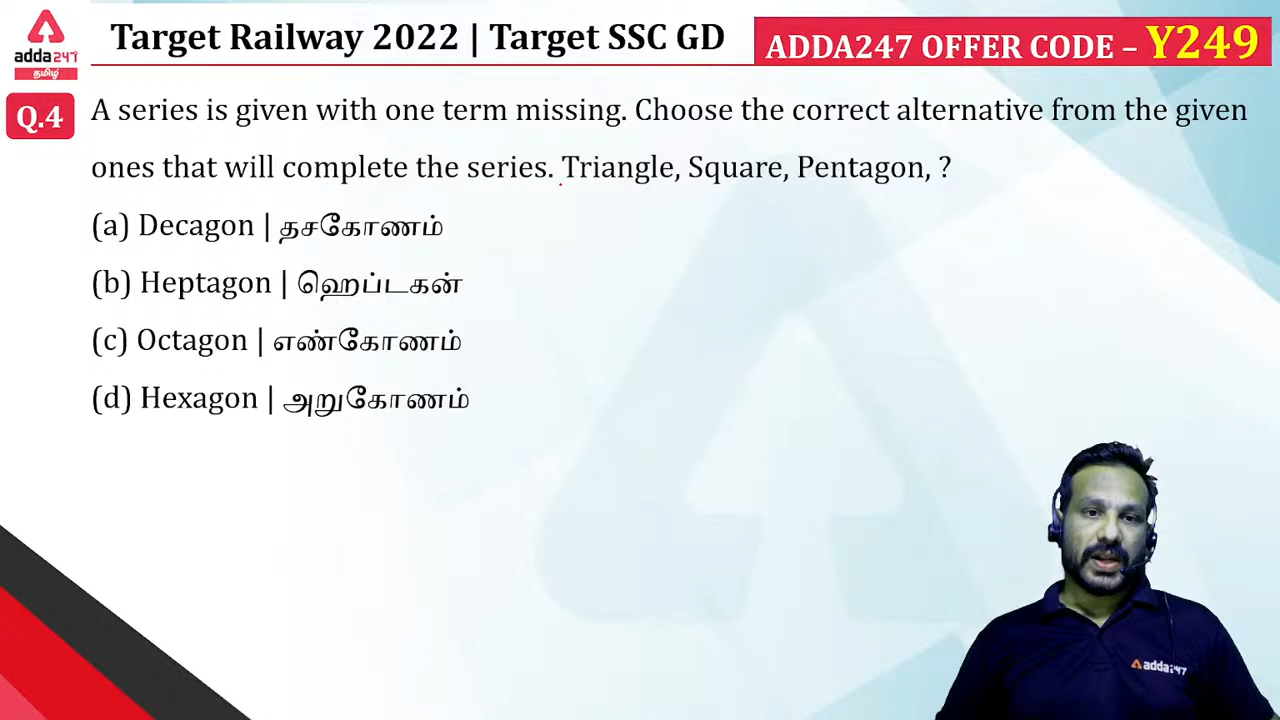 adda247
தமிழ்
Target Railway 2022 | Target SSC GD
ADDA247 OFFER CODE – Y249
Q.4
A series is given with one term missing. Choose the correct alternative from the given
ones that will complete the series. Triangle, Square, Pentagon, ?
(a) Decagon | தசகோணம்
(b) Heptagon | ஹெப்டகன்
(c) Octagon | எண்கோணம்
(d) Hexagon | அறுகோணம்
adda247